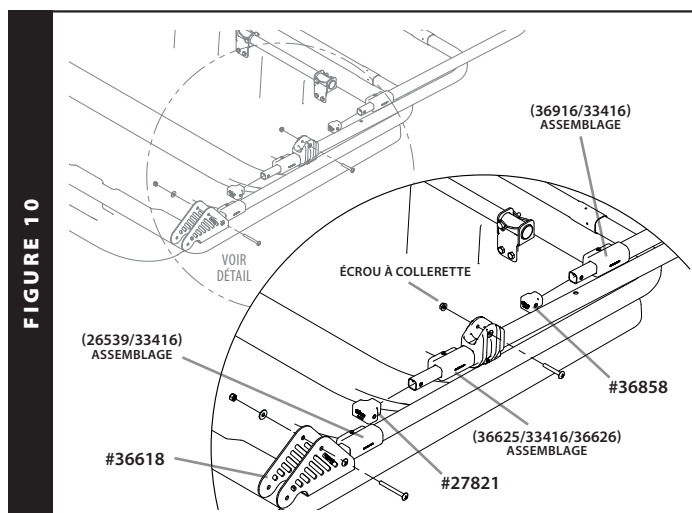 FIGURE 10
(36916/33416)
ASSEMBLAGE
VOIR
DÉTAIL
ÉCROU À COLLERETTE
(26539/33416)
ASSEMBLAGE
#36858
(36625/33416/36626)
ASSEMBLAGE
#36618
#27821